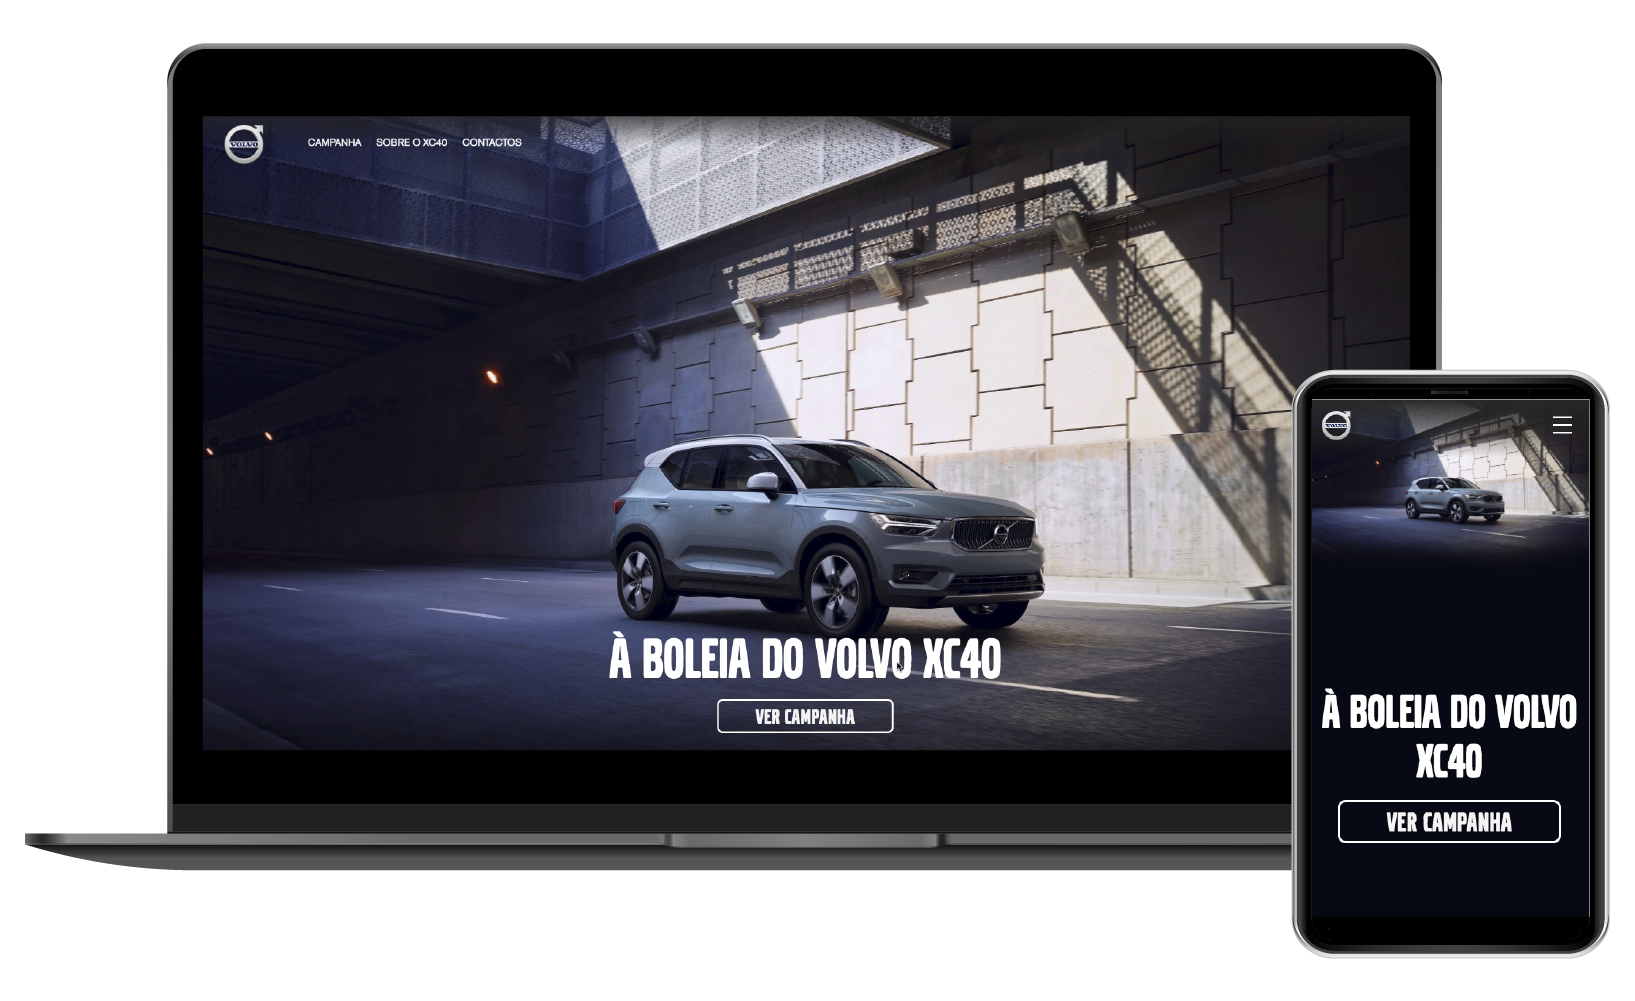 VOLVO
CAMPANHA SOBRE O XC40 CONTACTOS
À BOLEIA DO VOLVO XC40
VER CAMPANHA
VOLVO
À BOLEIA DO VOLVO
XC40
VER CAMPANHA